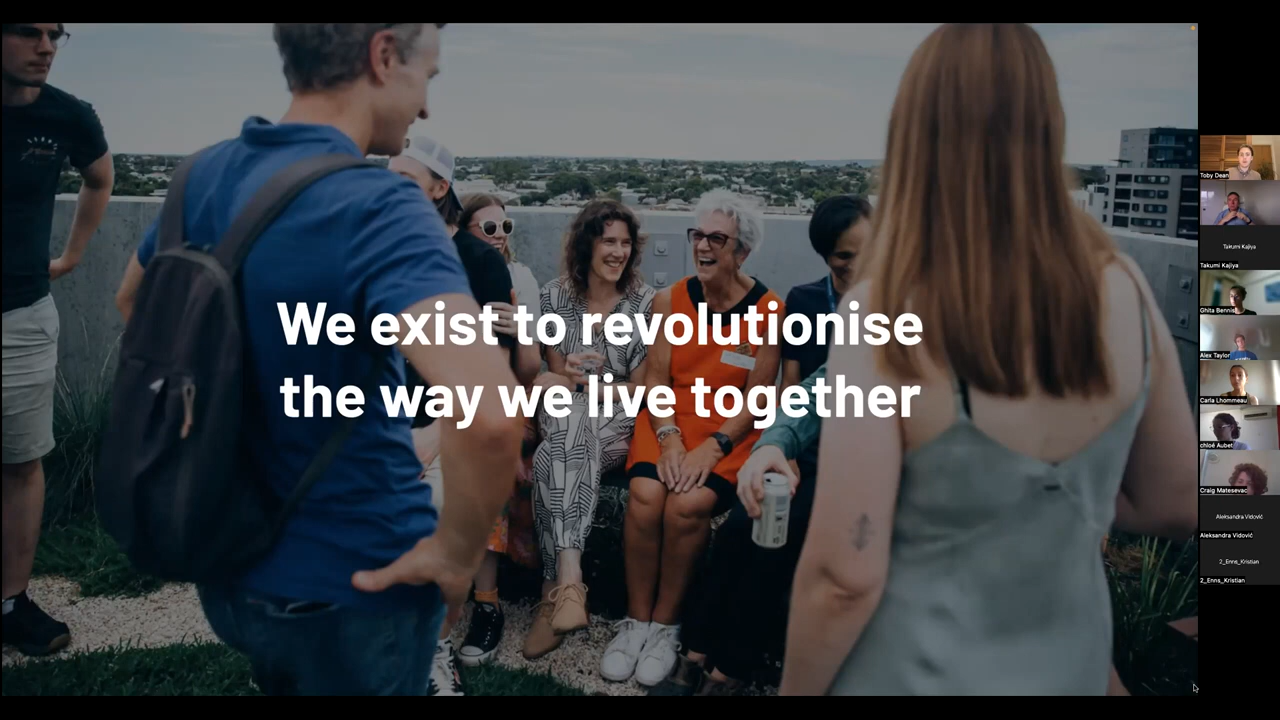 We exist to revolutionise
the way we live together
Toby Dean
Takumi Kajiya
Takumi Kajiya
Ghita Bennis
Alex Taylor
Carla Lhommeau
chloé Aubet
Craig Matesevac
Aleksandra Vidović
Aleksandra Vidović
2_Enns_Kristian
2_Enns_Kristian